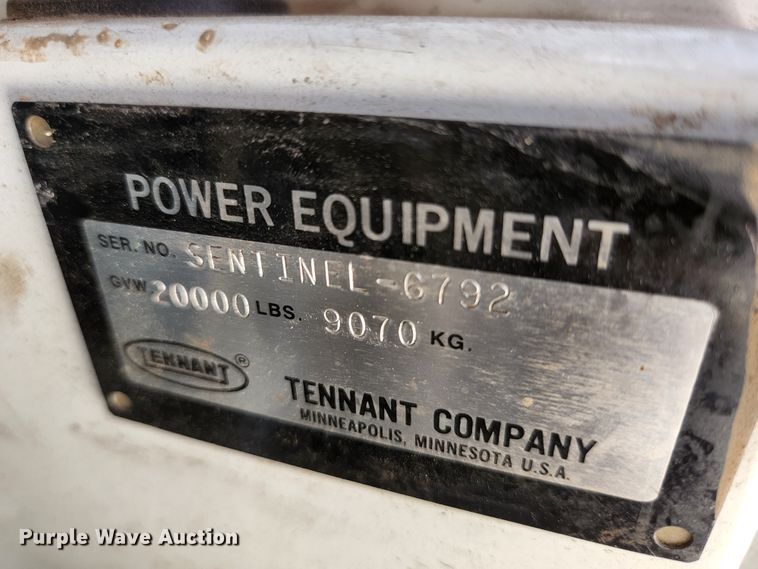 POWER EQUIPMENT
SER. NO. SENTINEL-6792
GVW 20000 LBS. 9070 KG.
TENNANT ®
TENNANT COMPANY
MINNEAPOLIS, MINNESOTA U.S.A.
Purple Wave Auction